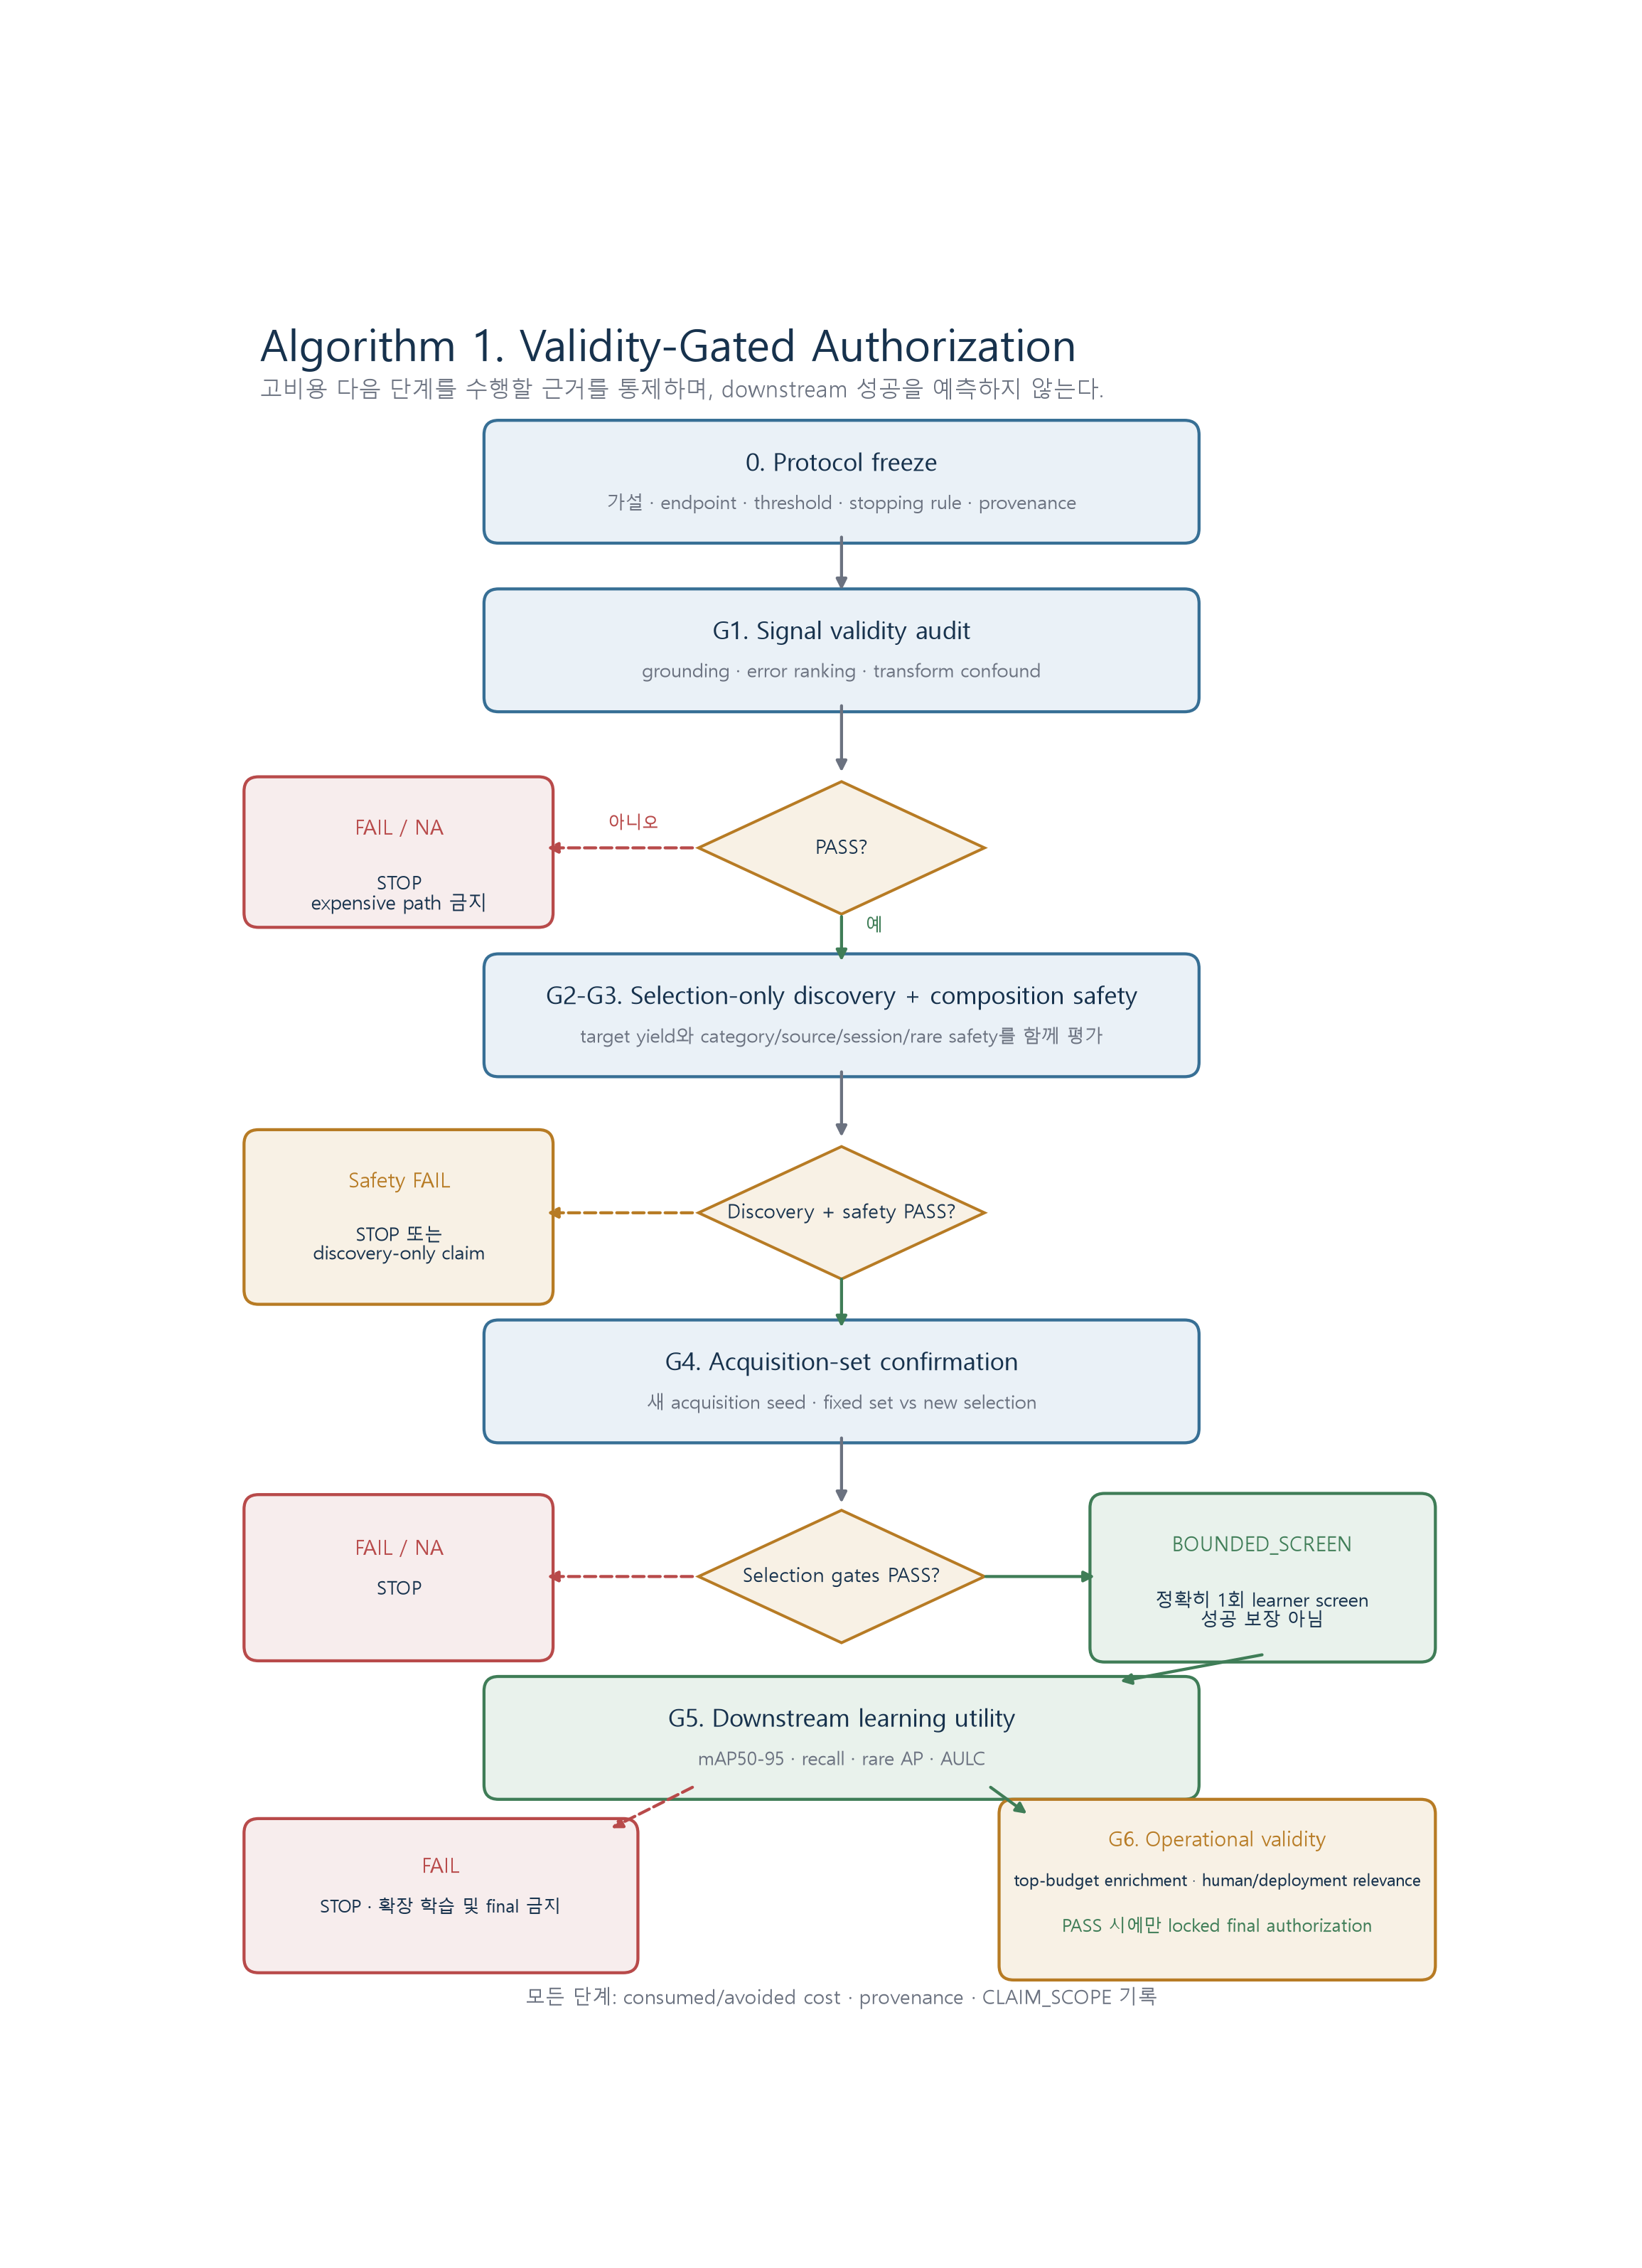 Algorithm 1. Validity-Gated Authorization
고비용 다음 단계를 수행할 근거를 통제하며, downstream 성공을 예측하지 않는다.
0. Protocol freeze
가설 · endpoint · threshold · stopping rule · provenance
G1. Signal validity audit
grounding · error ranking · transform confound
FAIL / NA
STOP
expensive path 금지
아니오
PASS?
예
G2-G3. Selection-only discovery + composition safety
target yield와 category/source/session/rare safety를 함께 평가
Safety FAIL
STOP 또는
discovery-only claim
Discovery + safety PASS?
G4. Acquisition-set confirmation
새 acquisition seed · fixed set vs new selection
FAIL / NA
STOP
Selection gates PASS?
BOUNDED_SCREEN
정확히 1회 learner screen
성공 보장 아님
G5. Downstream learning utility
mAP50-95 · recall · rare AP · AULC
FAIL
STOP · 확장 학습 및 final 금지
G6. Operational validity
top-budget enrichment · human/deployment relevance
PASS 시에만 locked final authorization
모든 단계: consumed/avoided cost · provenance · CLAIM_SCOPE 기록